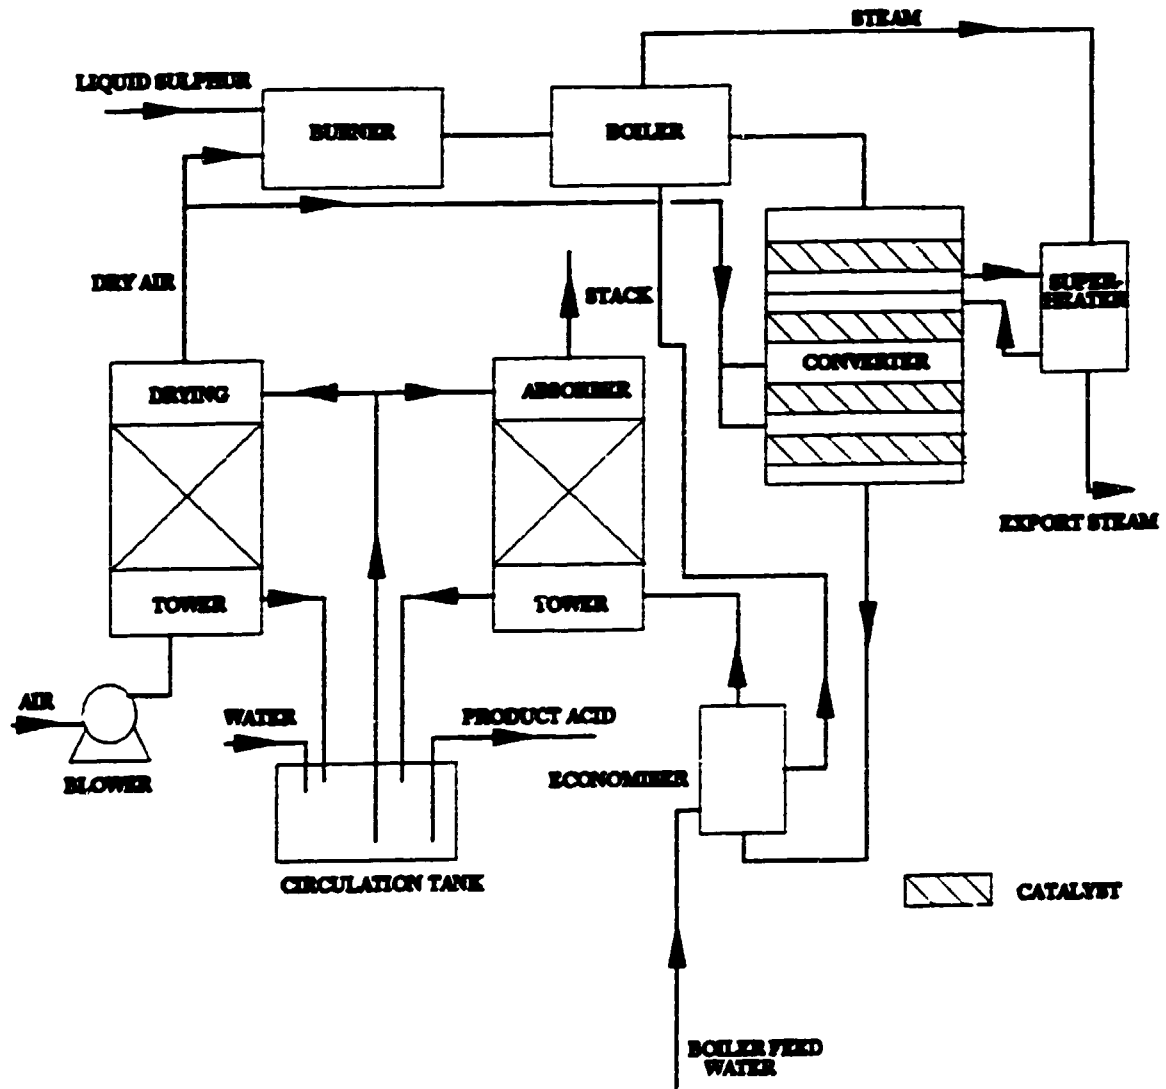 STEAM
LIQUID SULPHUR
BURNER
BOILER
DRY AIR
STACK
SUPER-
HEATER
DRYING
ABSORBER
CONVERTER
EXPORT STEAM
TOWER
TOWER
AIR
WATER
PRODUCT ACID
BLOWER
ECONOMISER
CIRCULATION TANK
CATALYST
BOILER FEED
WATER